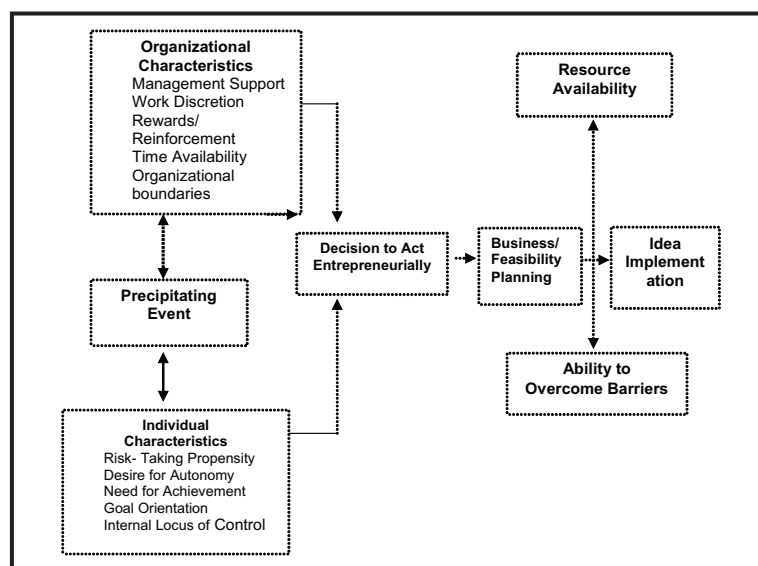 Organizational
Characteristics
Management Support
Work Discretion
Rewards/
Reinforcement
Time Availability
Organizational
boundaries
Precipitating
Event
Individual
Characteristics
Risk- Taking Propensity
Desire for Autonomy
Need for Achievement
Goal Orientation
Internal Locus of Control
Decision to Act
Entrepreneurially
Business/
Feasibility
Planning
Resource
Availability
Idea
Implement
ation
Ability to
Overcome Barriers